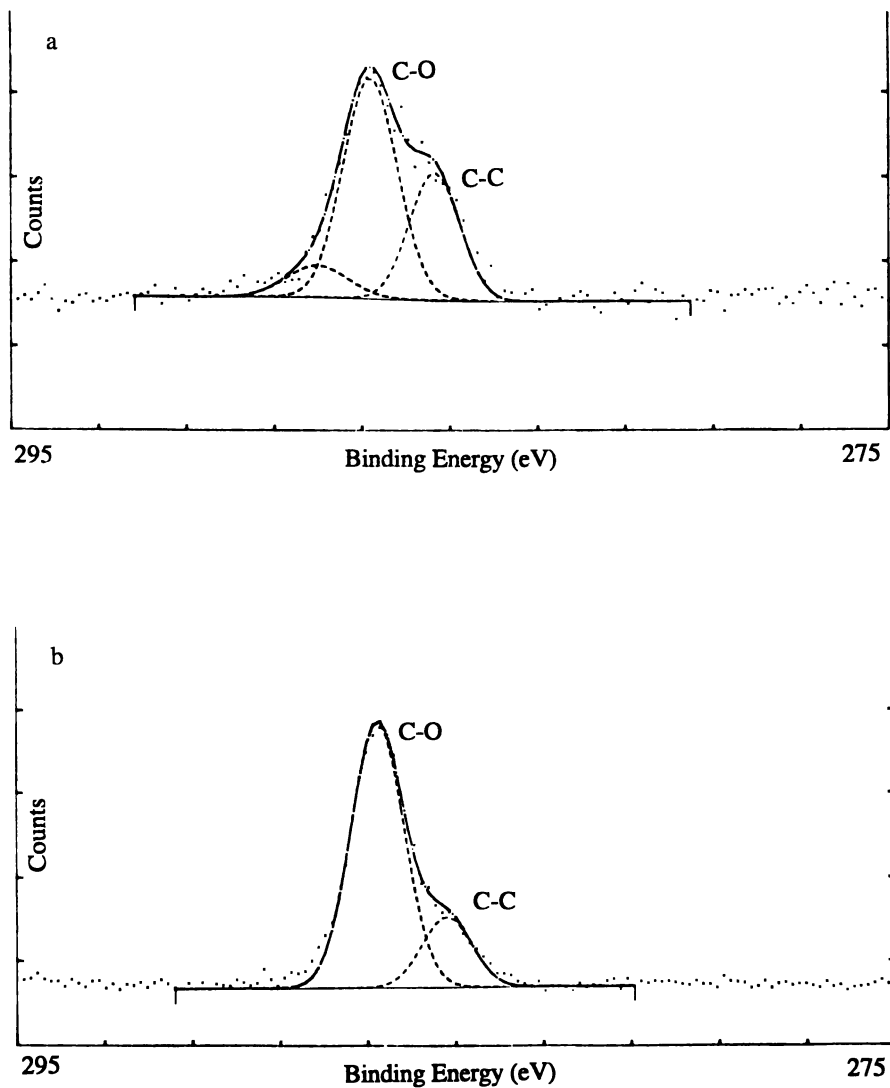 a
C-O
C-C
Counts
295
Binding Energy (eV)
275
b
C-O
C-C
Counts
295
Binding Energy (eV)
275